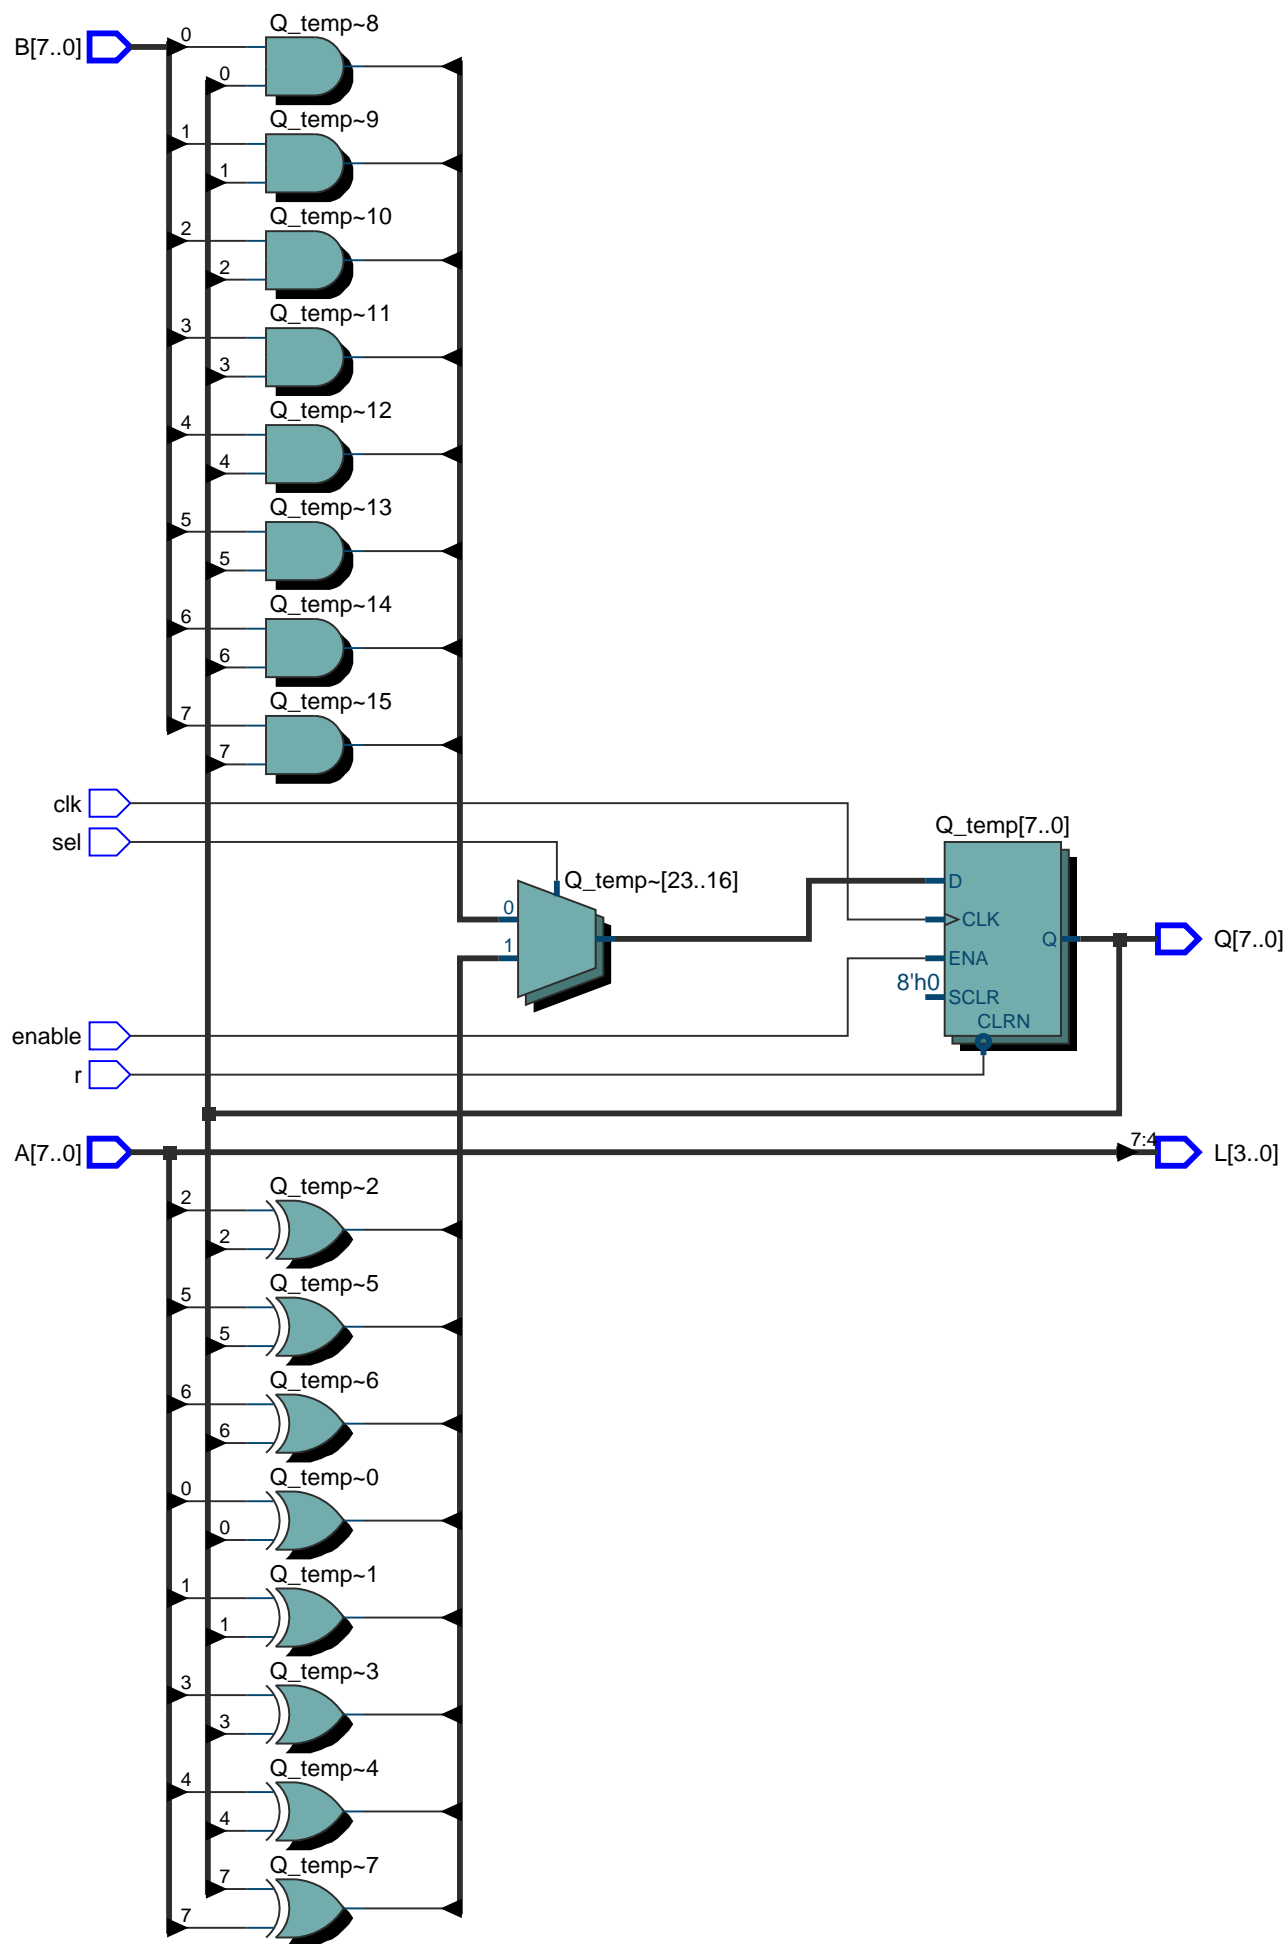 Q_temp~8
B[7..0]
0
0
Q_temp~9
1
1
Q_temp~10
2
2
Q_temp~11
3
3
Q_temp~12
4
4
Q_temp~13
5
5
Q_temp~14
6
6
Q_temp~15
7
7
clk
sel
Q_temp[7..0]
Q_temp~[23..16]
D
0
CLK
1
Q
Q[7..0]
ENA
8'h0
SCLR
CLRN
enable
r
A[7..0]
7:4
L[3..0]
Q_temp~2
2
2
Q_temp~5
5
5
Q_temp~6
6
6
Q_temp~0
0
0
Q_temp~1
1
1
Q_temp~3
3
3
Q_temp~4
4
4
Q_temp~7
7
7